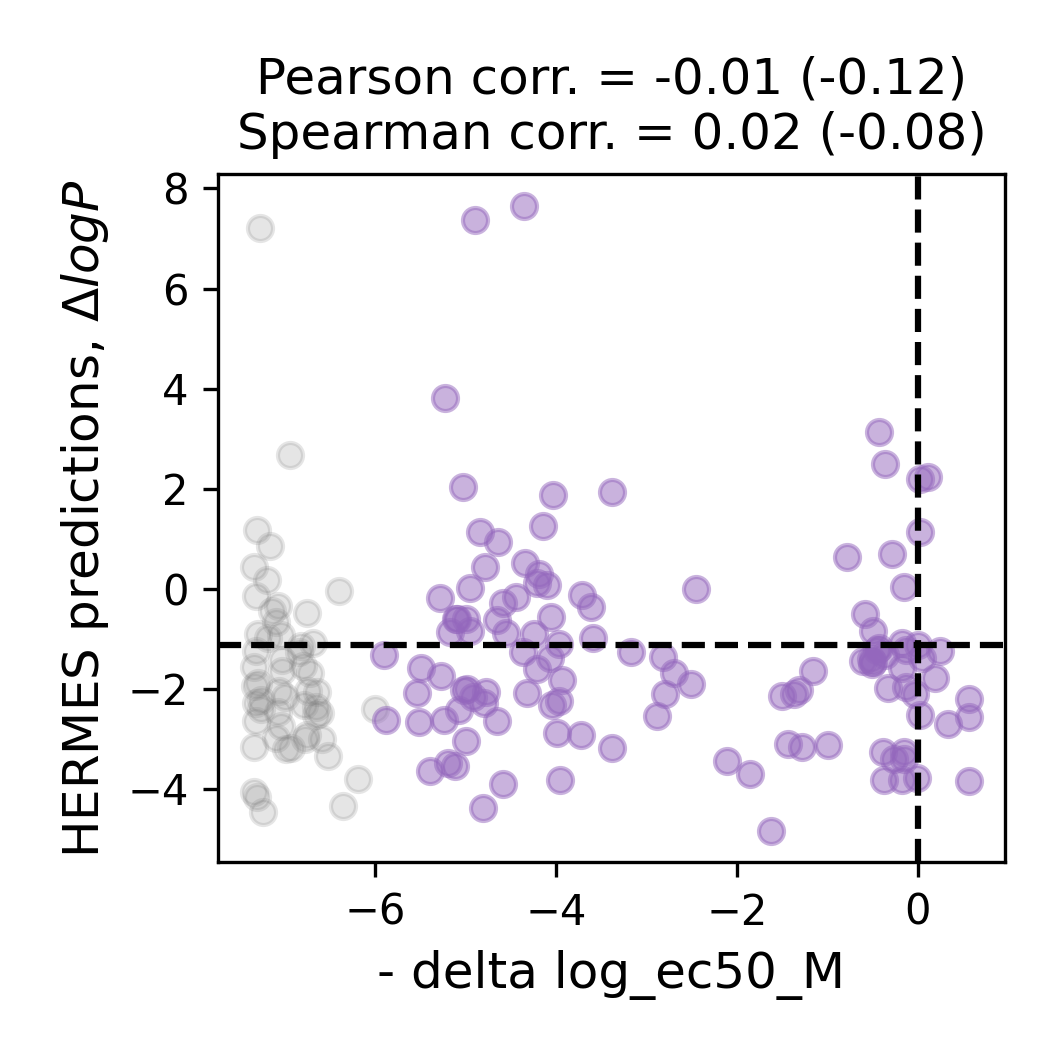 Pearson corr. = -0.01 (-0.12)
Spearman corr. = 0.02 (-0.08)
HERMES predictions, ΔlogP
8
6
4
2
0
−2
−4
−6
−4
−2
0
- delta log_ec50_M